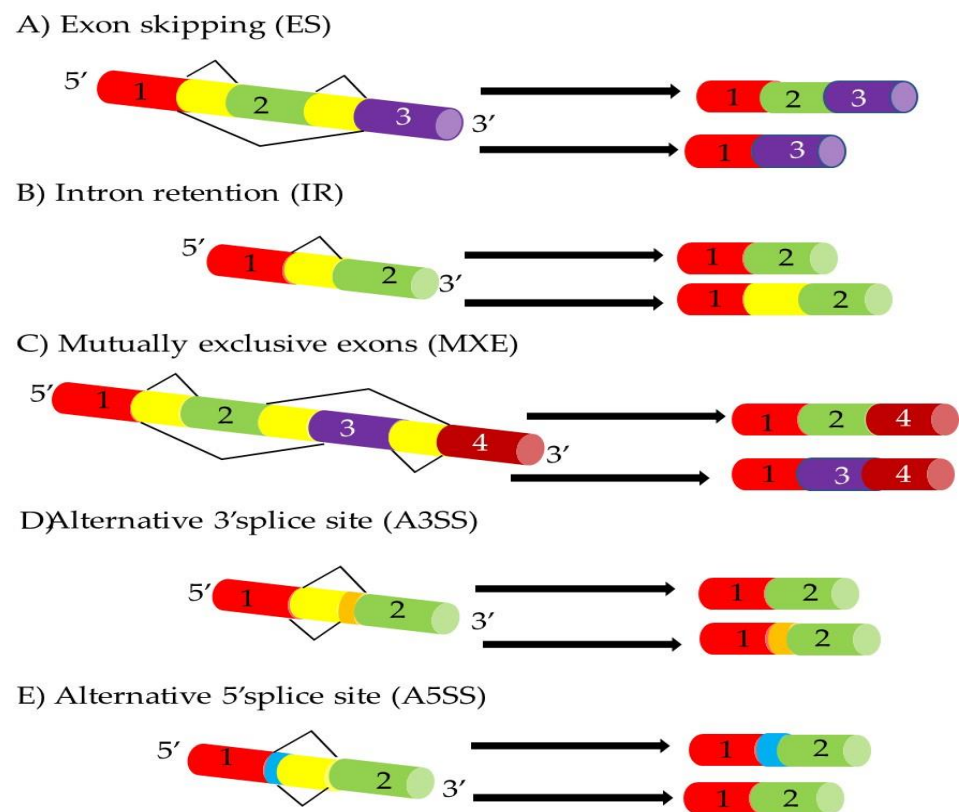 A) Exon skipping (ES)
5′ 1 2 3 3′
1 2 3
1 3
B) Intron retention (IR)
5′ 1 2 3′
1 2
1 2
C) Mutually exclusive exons (MXE)
5′ 1 2 3 4 3′
1 2 4
1 3 4
D)Alternative 3′splice site (A3SS)
5′ 1 2 3′
1 2
1 2
E) Alternative 5′splice site (A5SS)
5′ 1 2 3′
1 2
1 2